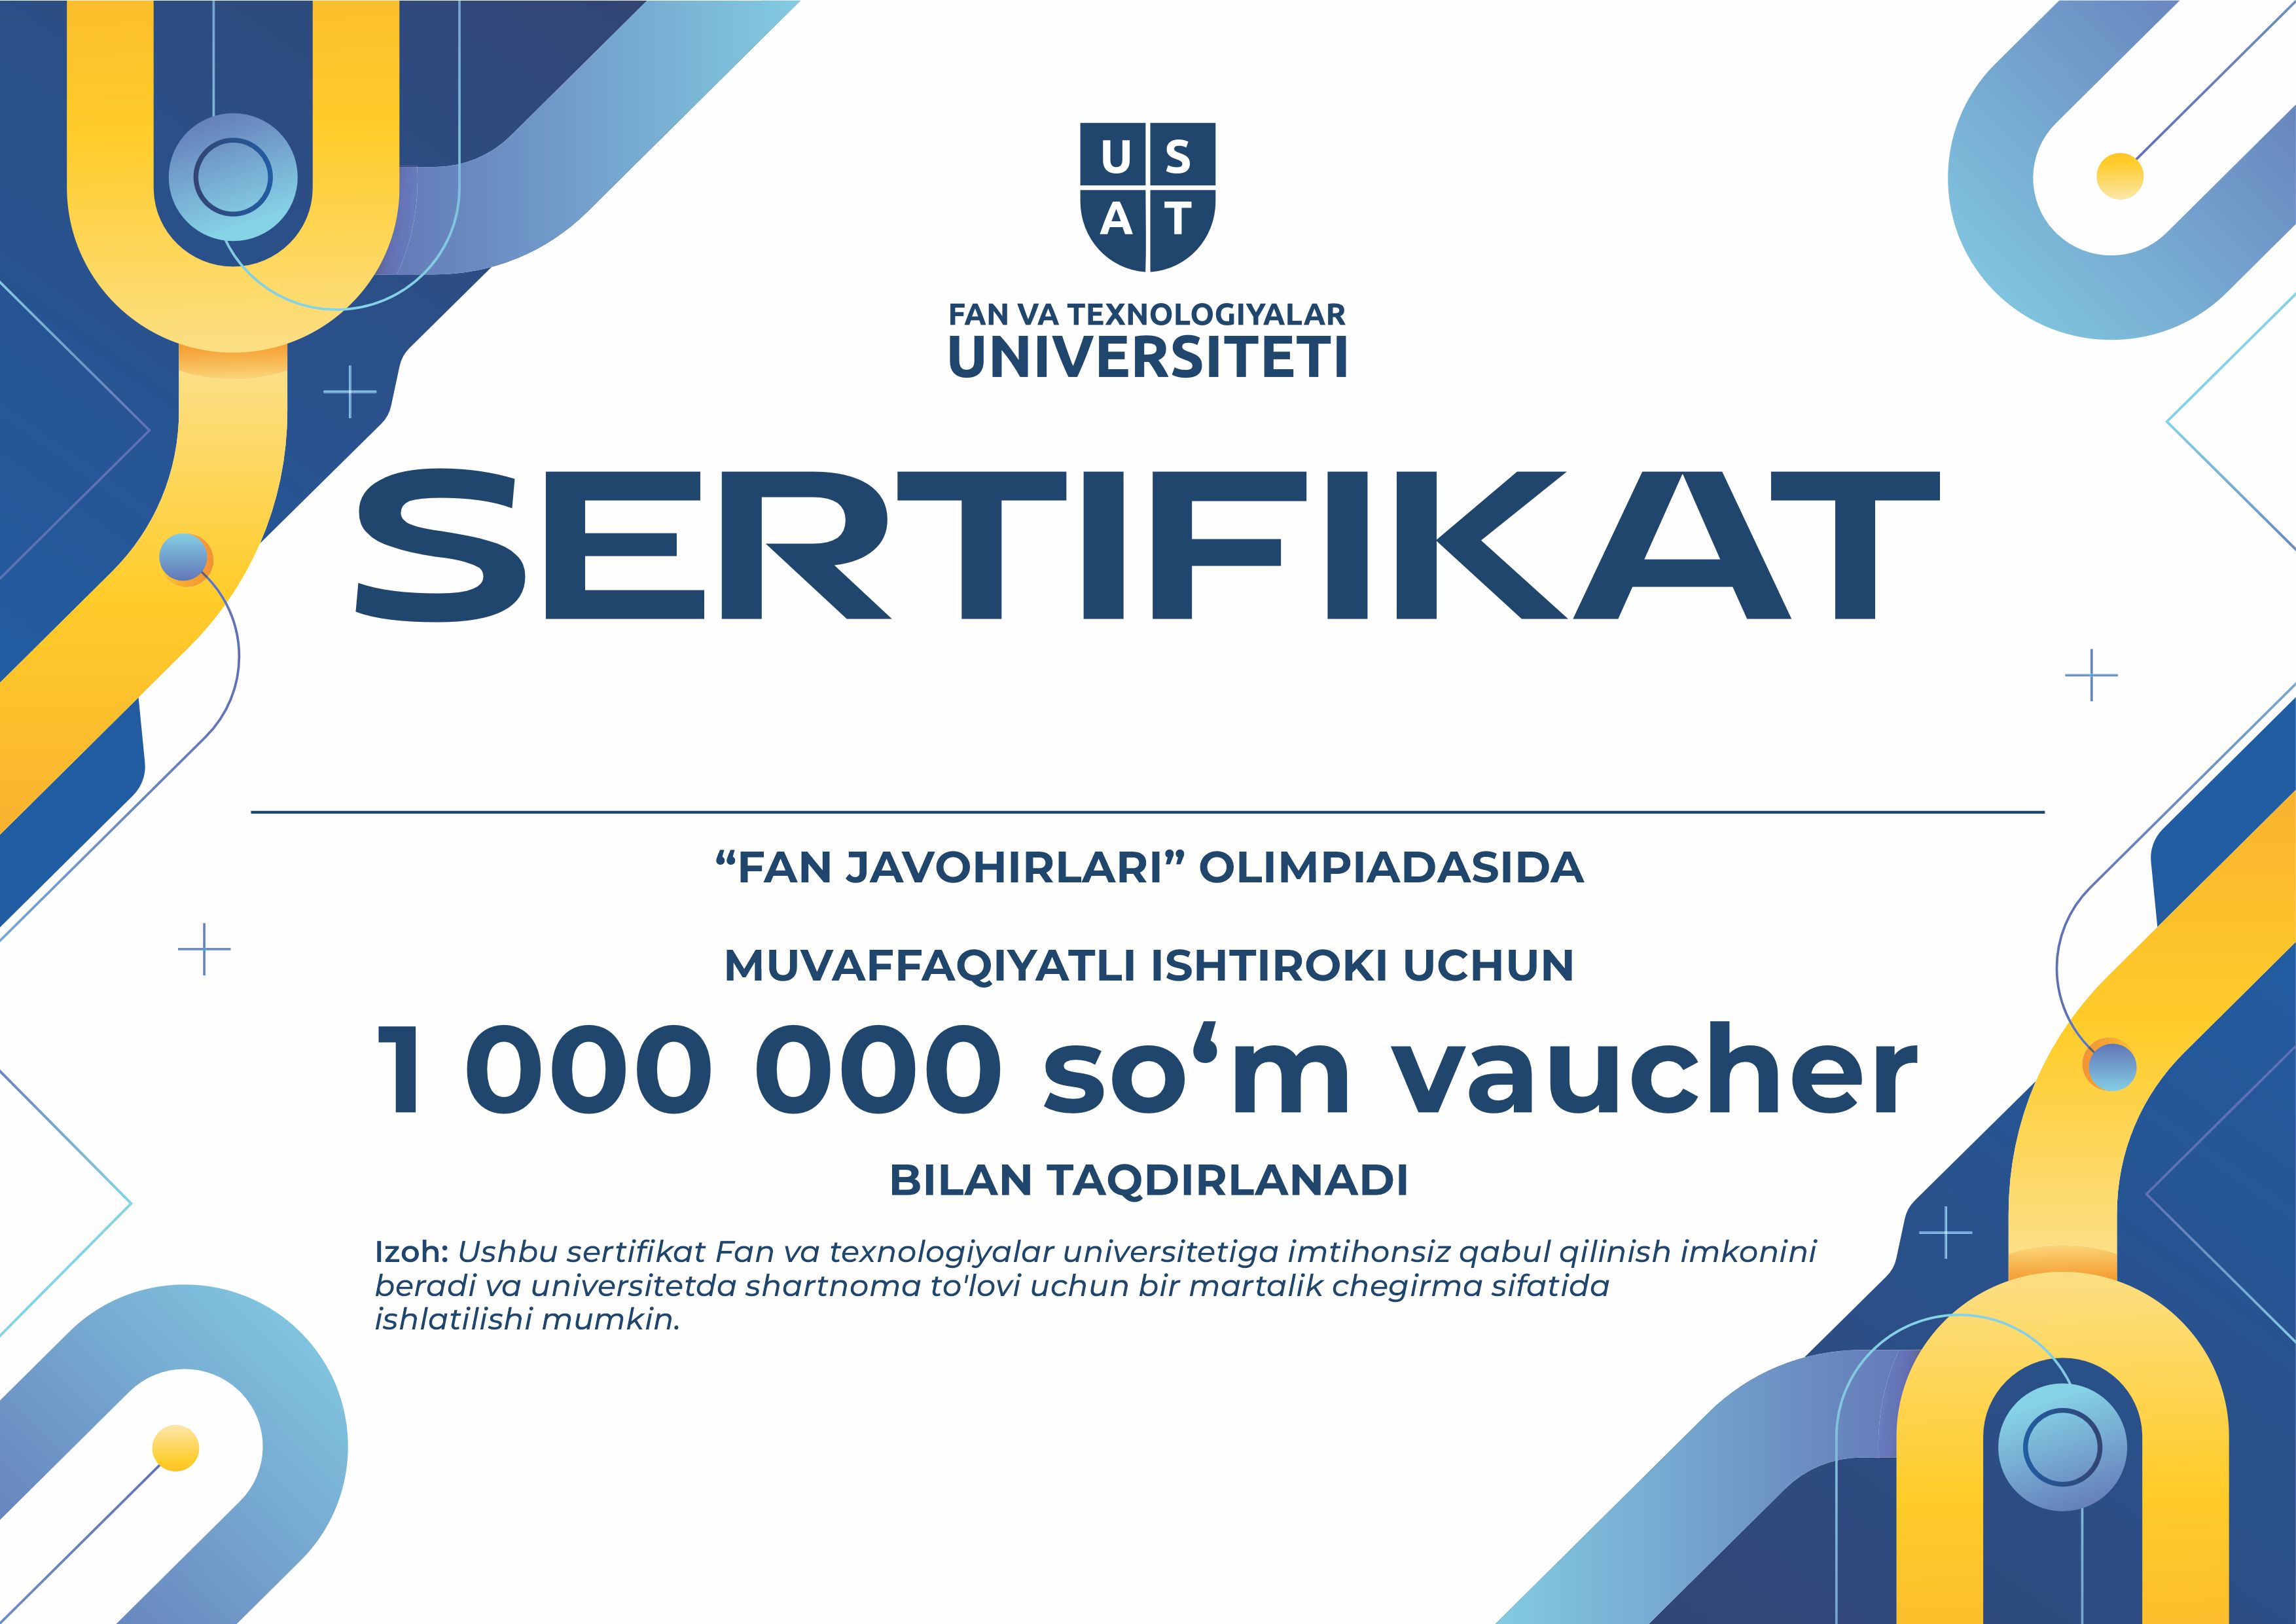 U S
A T
FAN VA TEXNOLOGIYALAR
UNIVERSITETI
SERTIFIKAT
“FAN JAVOHIRLARI” OLIMPIADASIDA
MUVAFFAQIYATLI ISHTIROKI UCHUN
1 000 000 so‘m vaucher
BILAN TAQDIRLANADI
Izoh: Ushbu sertifikat Fan va texnologiyalar universitetiga imtihonsiz qabul qilinish imkonini
beradi va universitetda shartnoma to'lovi uchun bir martalik chegirma sifatida
ishlatilishi mumkin.